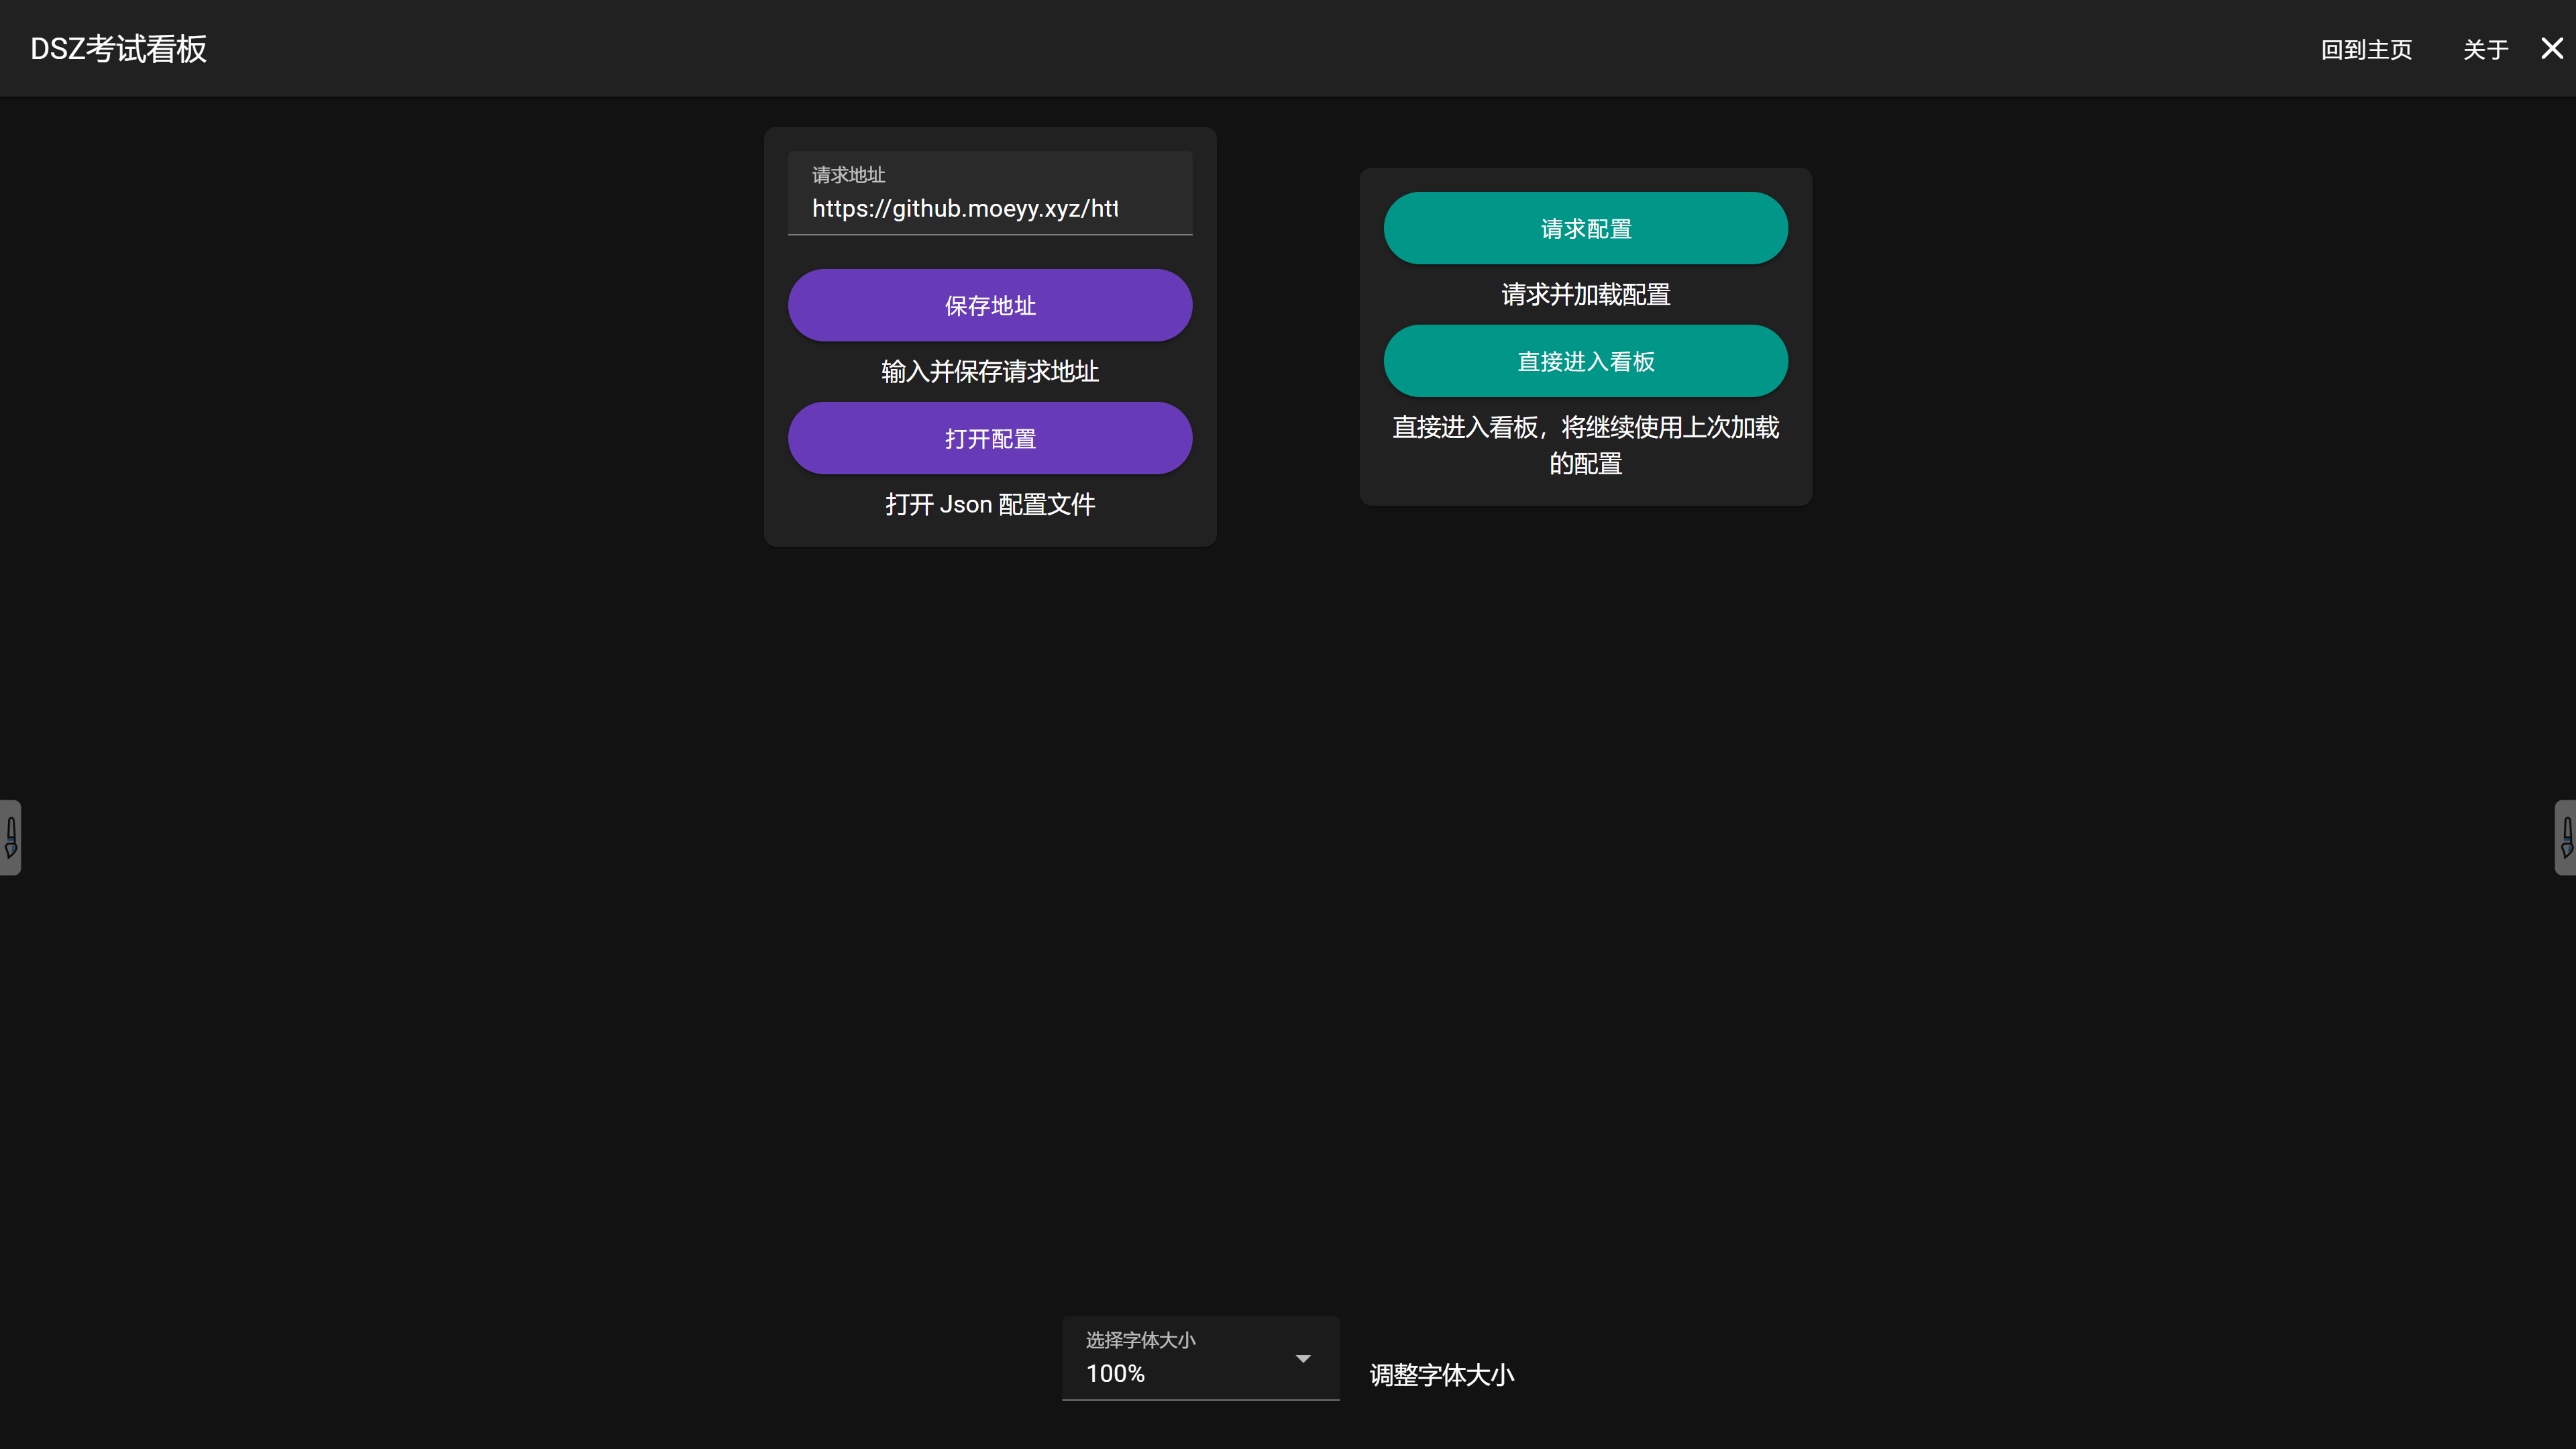 DSZ考试看板
回到主页
关于
请求地址
https://github.moeyy.xyz/htt
保存地址
输入并保存请求地址
打开配置
打开 Json 配置文件
请求配置
请求并加载配置
直接进入看板
直接进入看板，将继续使用上次加载
的配置
选择字体大小
100%
调整字体大小